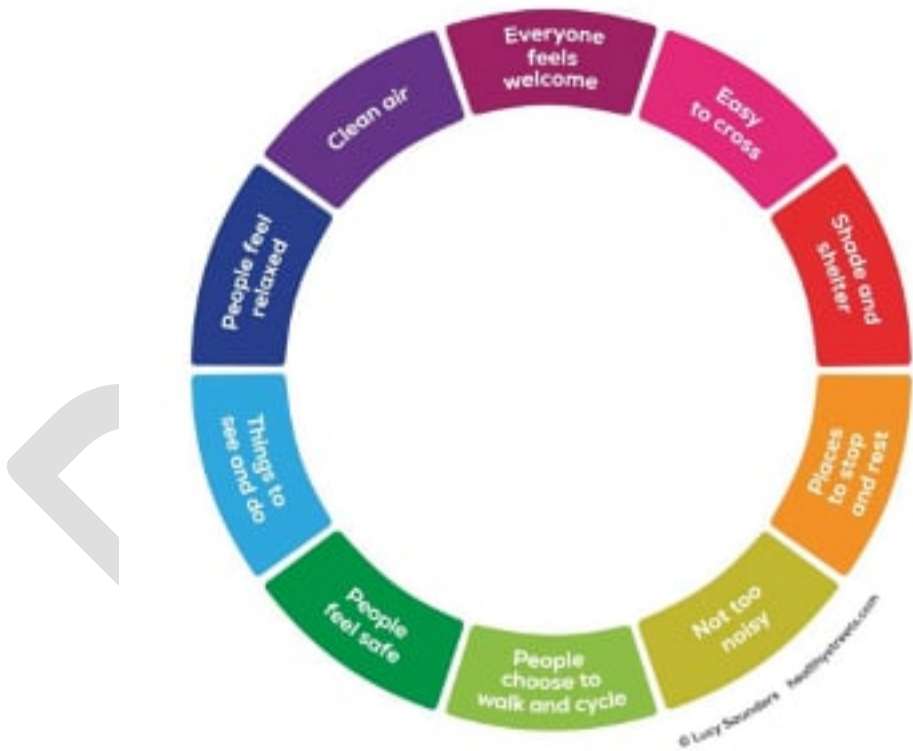 Everyone
feels
welcome
Easy
to cross
Shade and
shelter
Places
to stop
and rest
Not too
noisy
People
choose to
walk and cycle
People
feel safe
Things to
see and do
People feel
relaxed
Clean air
© Lucy Saunders healthystreets.com